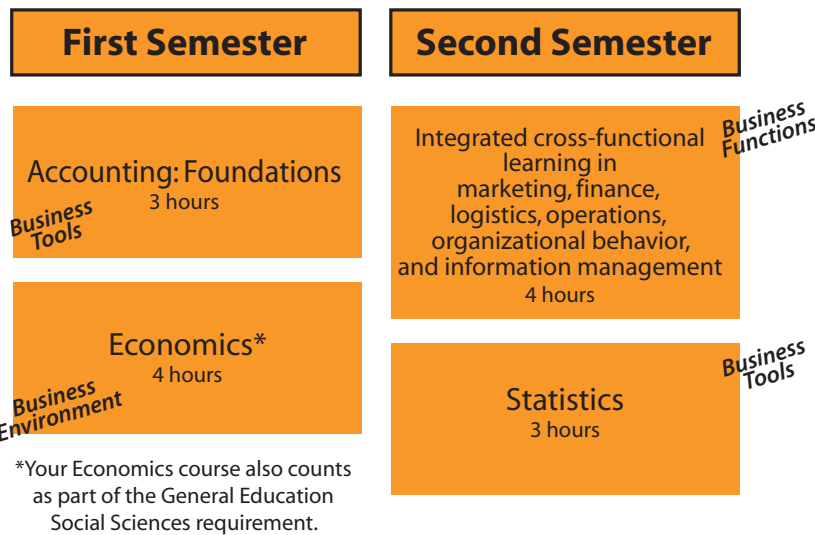 First Semester
Accounting: Foundations
3 hours
Business
Tools
Economics*
4 hours
Business
Environment
*Your Economics course also counts
as part of the General Education
Social Sciences requirement.
Second Semester
Integrated cross-functional
learning in
marketing, finance,
logistics, operations,
organizational behavior,
and information management
4 hours
Business
Functions
Statistics
3 hours
Business
Tools